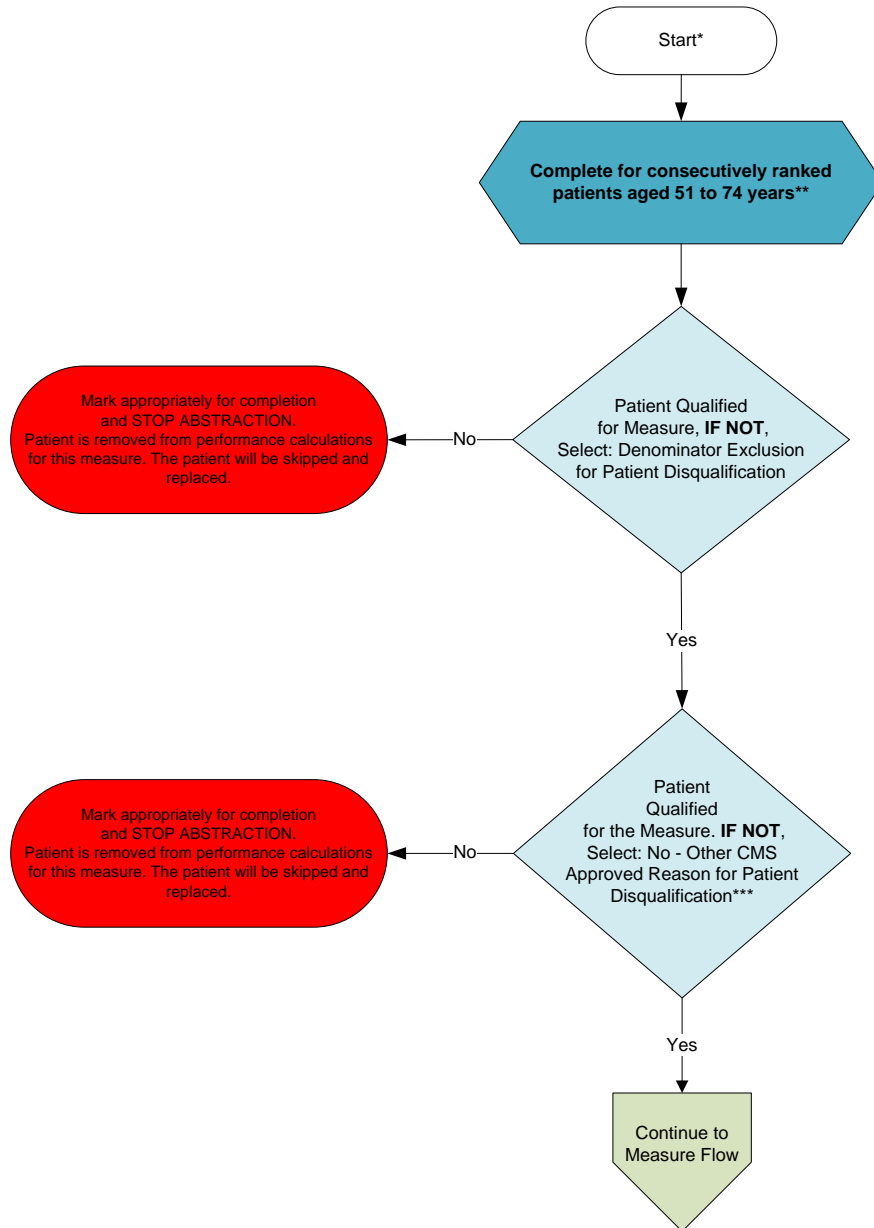 Start*
Complete for consecutively ranked
patients aged 51 to 74 years**
Patient Qualified
for Measure, IF NOT,
Select: Denominator Exclusion
for Patient Disqualification
No
Mark appropriately for completion
and STOP ABSTRACTION.
Patient is removed from performance calculations
for this measure. The patient will be skipped and
replaced.
Yes
Patient
Qualified
for the Measure. IF NOT,
Select: No - Other CMS
Approved Reason for Patient
Disqualification***
No
Mark appropriately for completion
and STOP ABSTRACTION.
Patient is removed from performance calculations
for this measure. The patient will be skipped and
replaced.
Yes
Continue to
Measure Flow